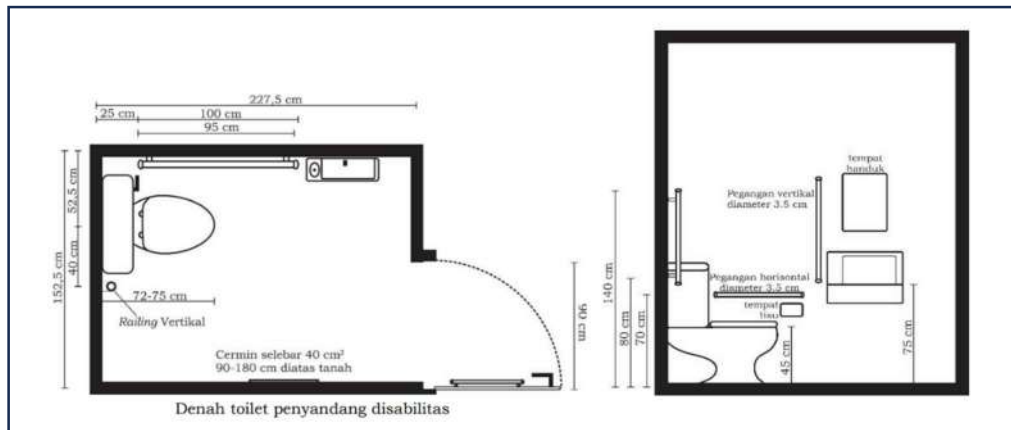 227,5 cm
25 cm
100 cm
95 cm
52,5 cm
40 cm
152,5 cm
72-75 cm
Railing Vertikal
Cermin selebar 40 cm²
90-180 cm diatas tanah
90 cm
Denah toilet penyandang disabilitas
tempat
handuk
Pegangan vertikal
diameter 3.5 cm
Pegangan horisontal
diameter 3.5 cm
tempat
tisu
140 cm
80 cm
70 cm
45 cm
75 cm